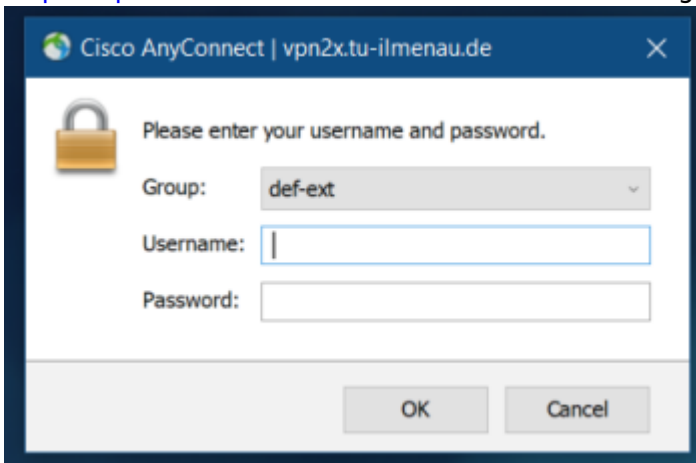 Cisco AnyConnect | vpn2x.tu-ilmenau.de
Please enter your username and password.
Group: def-ext
Username:
Password:
OK Cancel